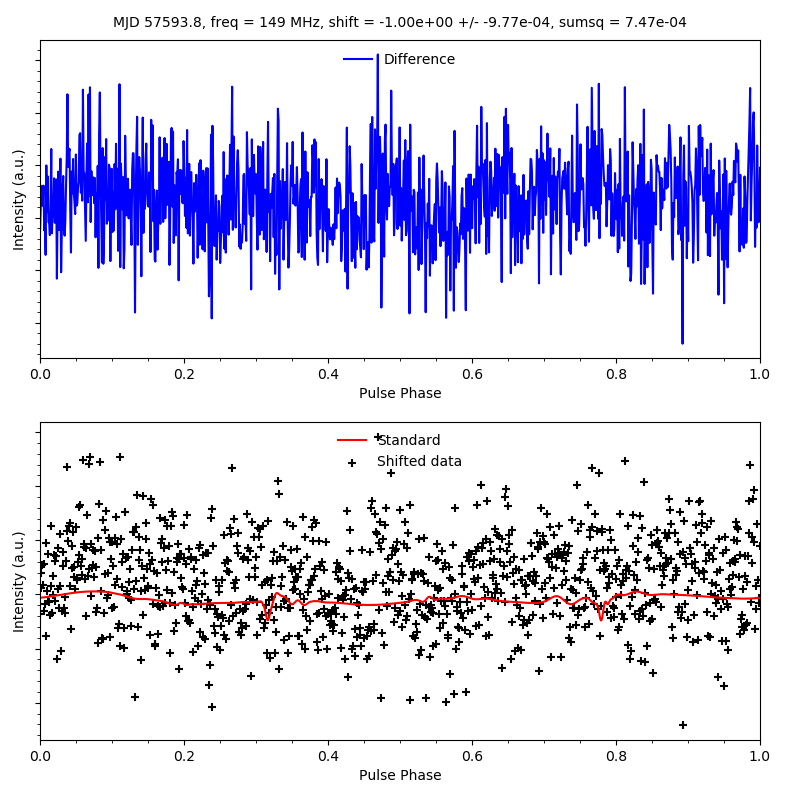 MJD 57593.8, freq = 149 MHz, shift = -1.00e+00 +/- -9.77e-04, sumsq = 7.47e-04
Difference
Intensity (a.u.)
0.0 0.2 0.4 0.6 0.8 1.0
Pulse Phase
Standard
Shifted data
Intensity (a.u.)
0.0 0.2 0.4 0.6 0.8 1.0
Pulse Phase